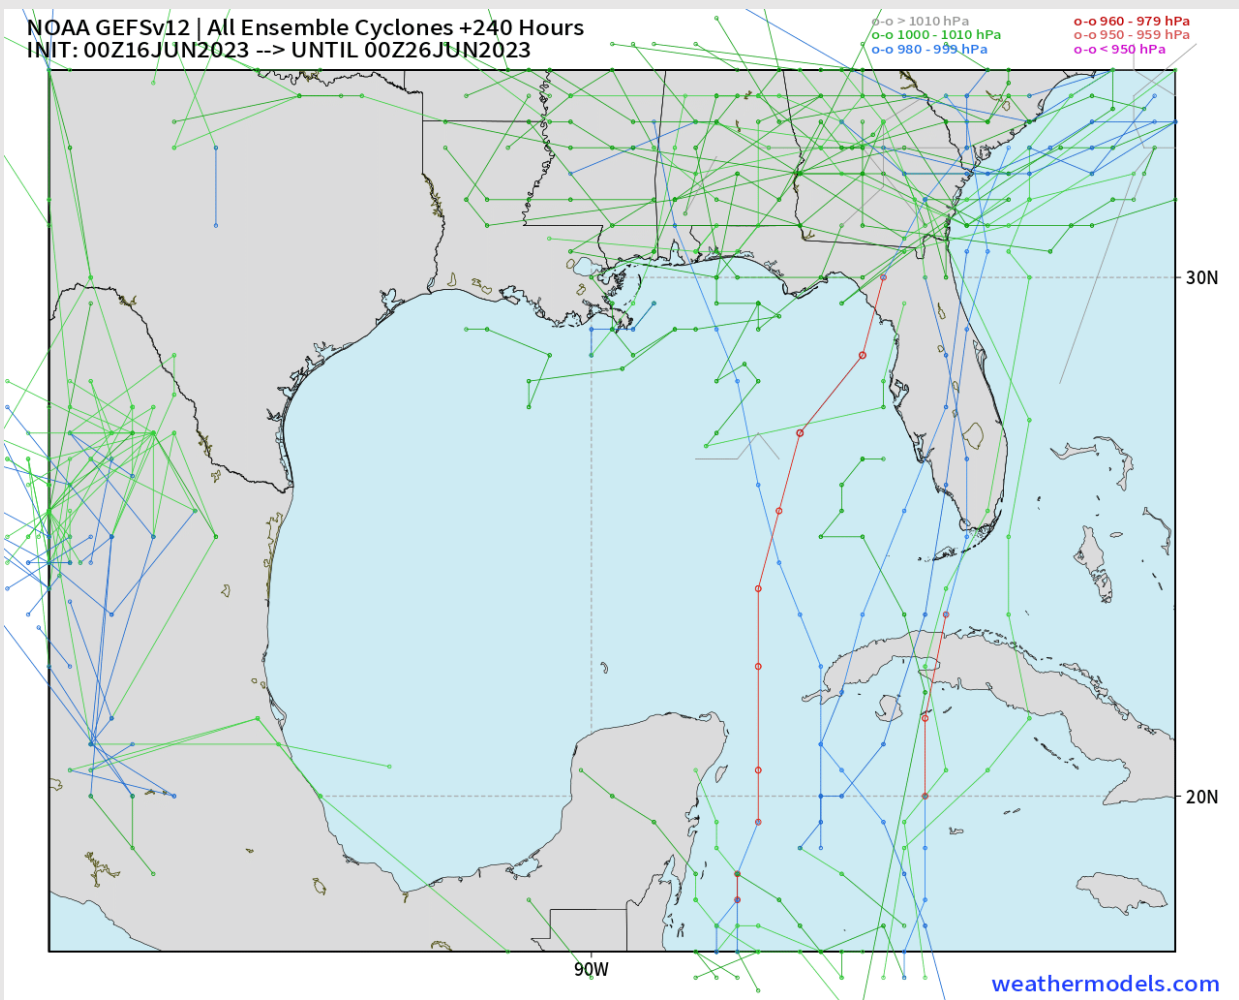 NOAA GEFSv12 | All Ensemble Cyclones +240 Hours
INIT: 00Z16JUN2023 --> UNTIL 00Z26JUN2023
o-o > 1010 hPa
o-o 1000 - 1010 hPa
o-o 980 - 999 hPa
o-o 960 - 979 hPa
o-o 950 - 959 hPa
o-o < 950 hPa
30N
20N
90W
weathermodels.com